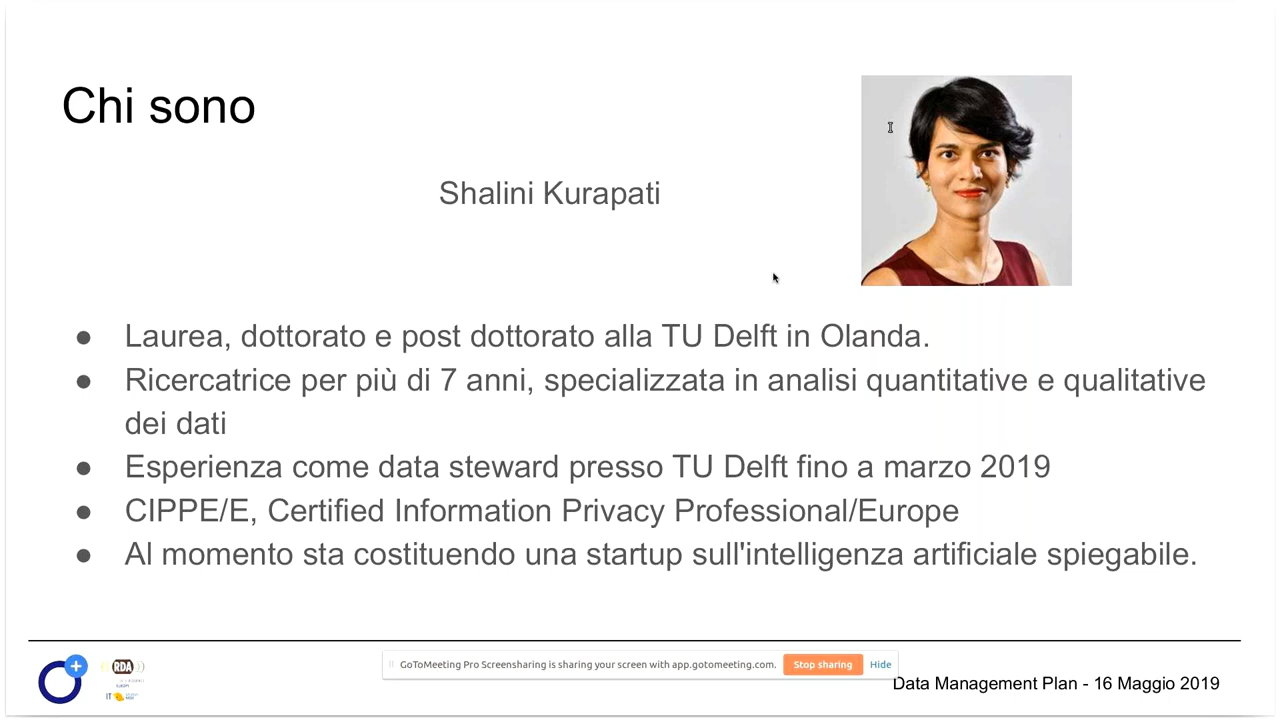 Chi sono
Shalini Kurapati
● Laurea, dottorato e post dottorato alla TU Delft in Olanda.
● Ricercatrice per più di 7 anni, specializzata in analisi quantitative e qualitative
dei dati
● Esperienza come data steward presso TU Delft fino a marzo 2019
● CIPPE/E, Certified Information Privacy Professional/Europe
● Al momento sta costituendo una startup sull'intelligenza artificiale spiegabile.
RDA
IT
GoToMeeting Pro Screensharing is sharing your screen with app.gotomeeting.com. Stop sharing Hide
Data Management Plan - 16 Maggio 2019